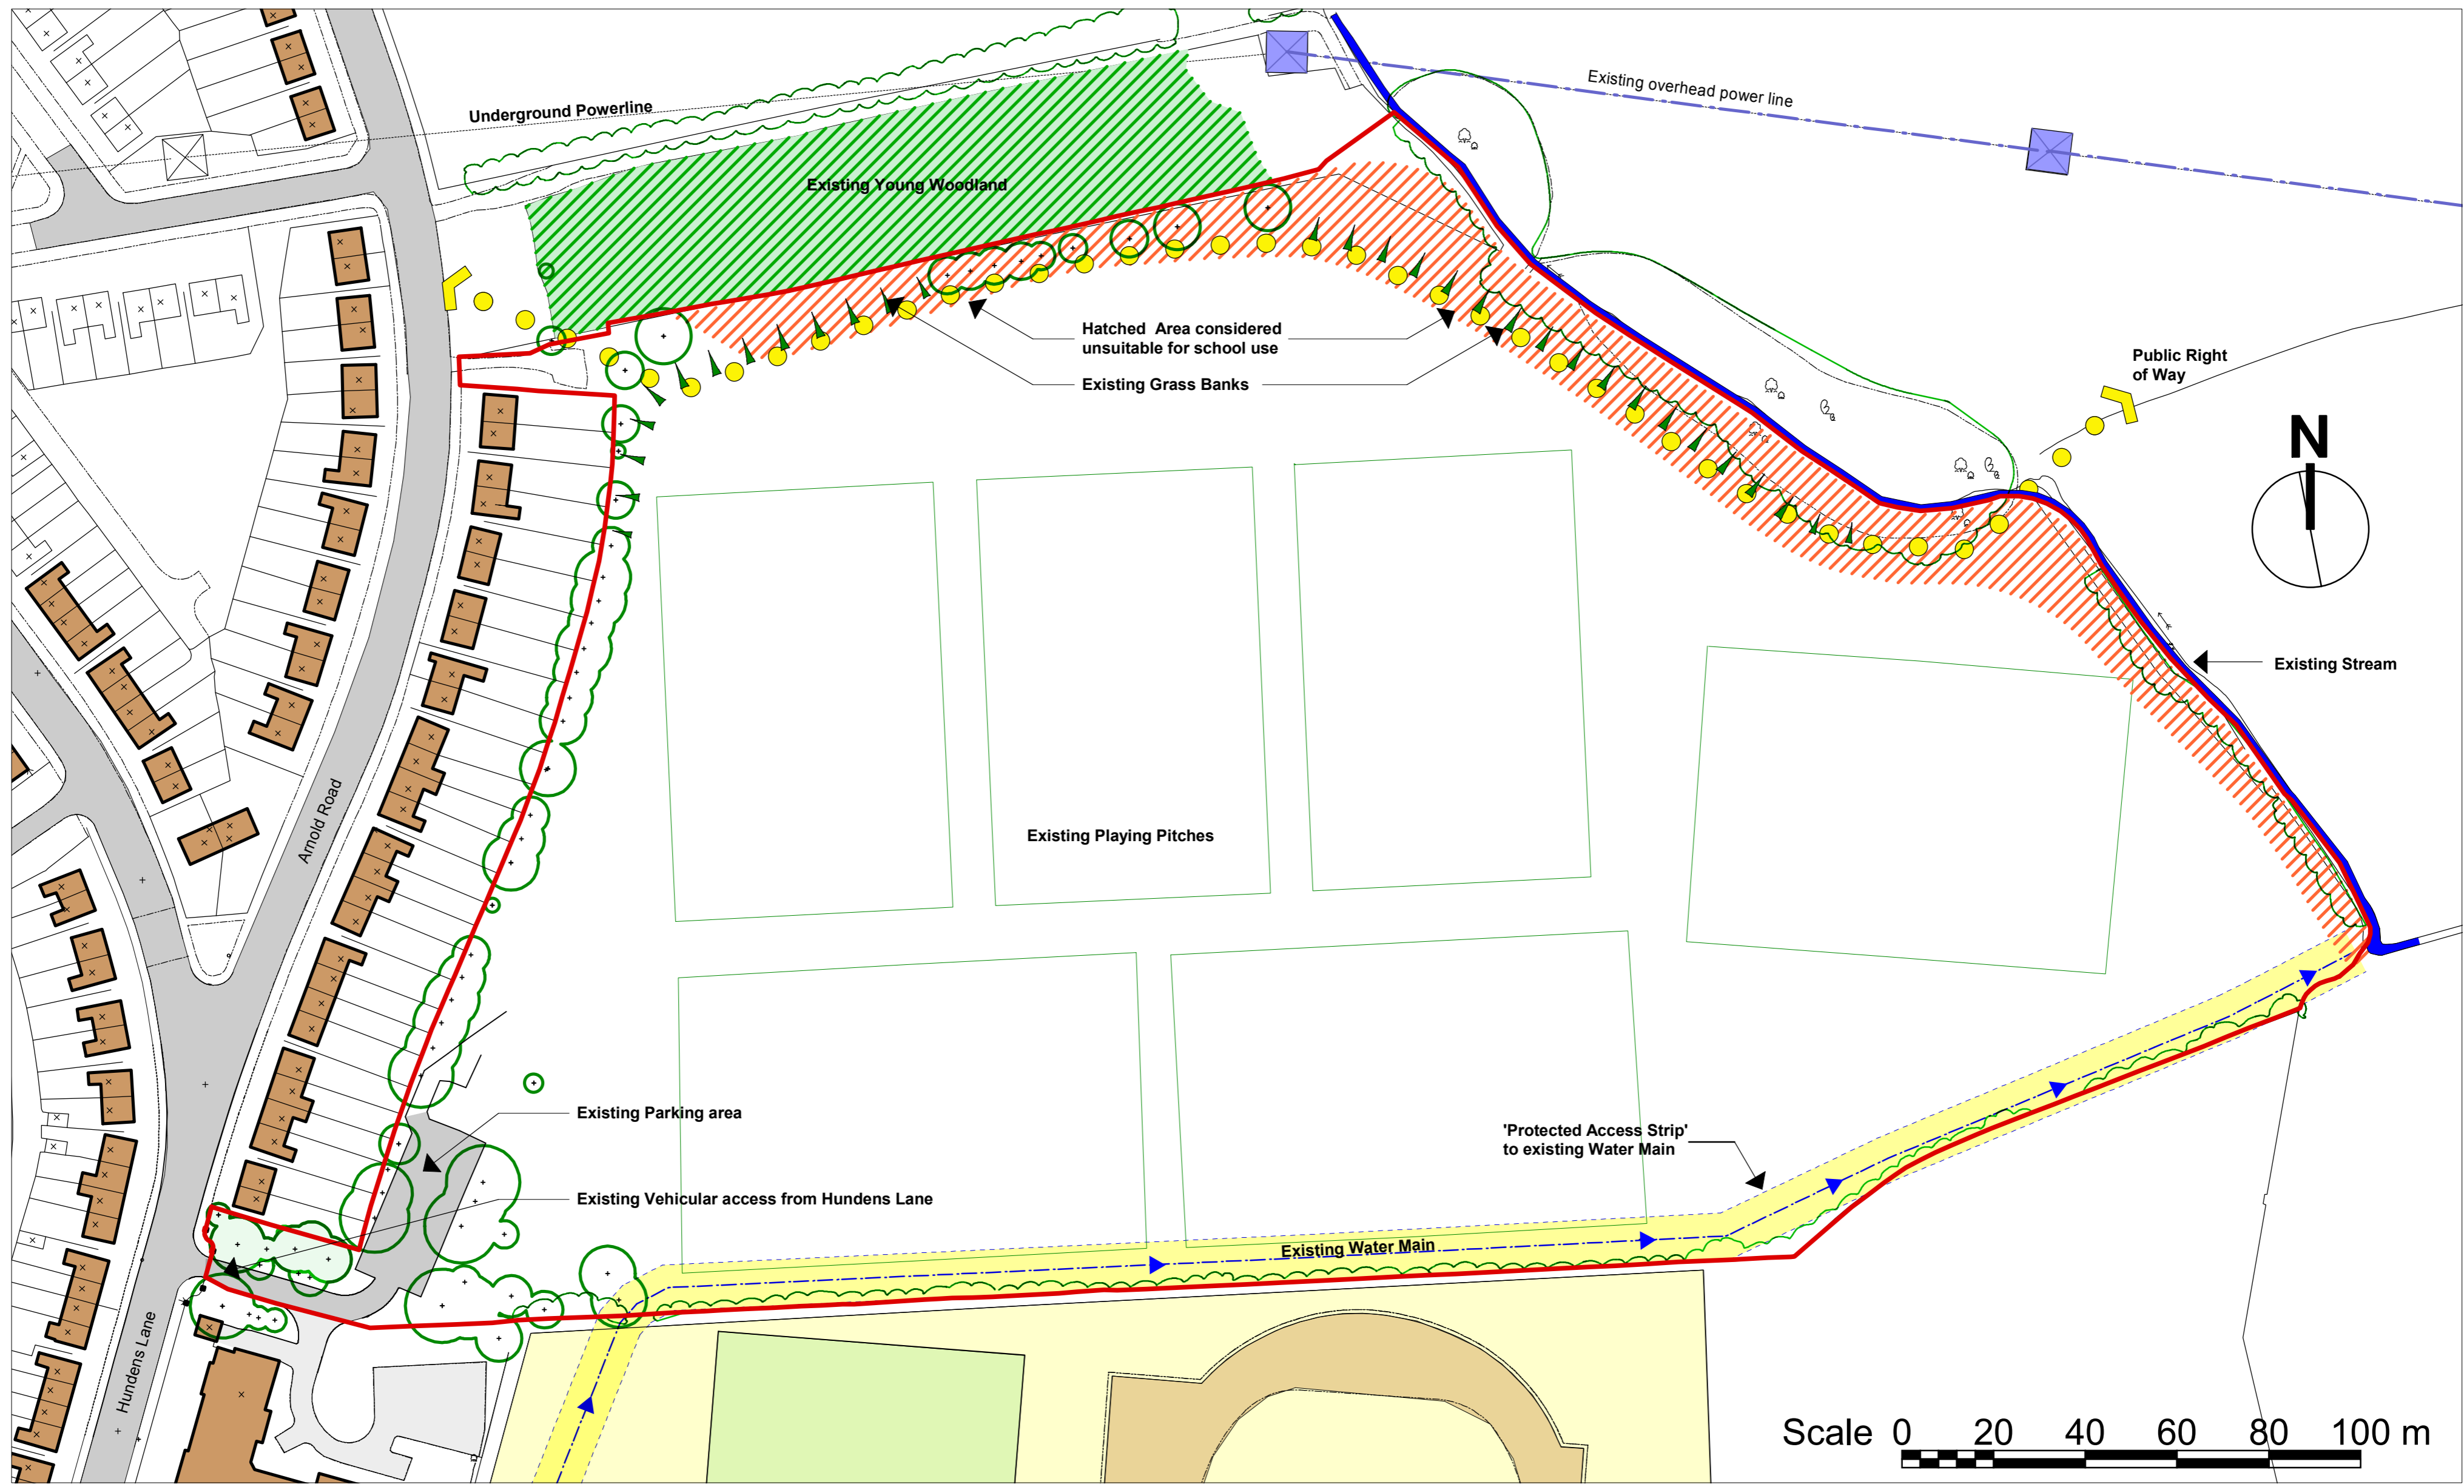 Existing overhead power line
Underground Powerline
Existing Young Woodland
Hatched Area considered
unsuitable for school use
Existing Grass Banks
Public Right
of Way
N
Existing Stream
Arnold Road
Existing Playing Pitches
Existing Parking area
'Protected Access Strip'
to existing Water Main
Existing Vehicular access from Hundens Lane
Existing Water Main
Hundens Lane
Scale 0 20 40 60 80 100 m